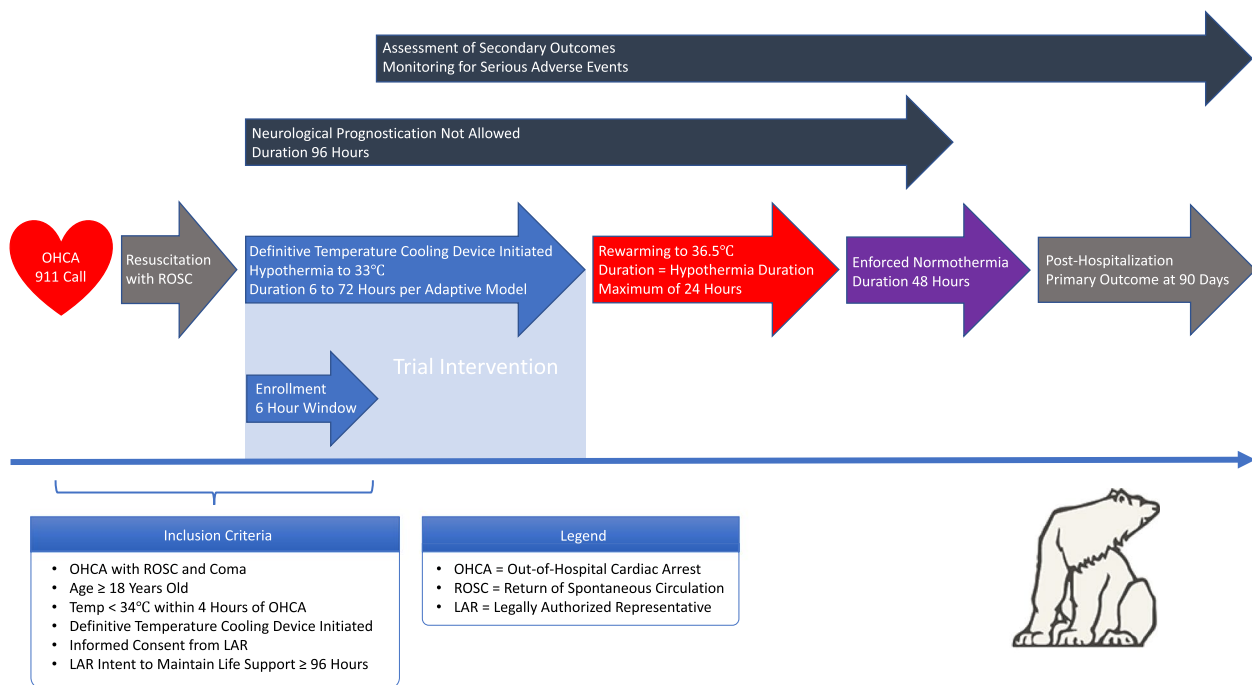 Assessment of Secondary Outcomes
Monitoring for Serious Adverse Events
Neurological Prognostication Not Allowed
Duration 96 Hours
OHCA
911 Call
Resuscitation
with ROSC
Definitive Temperature Cooling Device Initiated
Hypothermia to 33℃
Duration 6 to 72 Hours per Adaptive Model
Rewarming to 36.5℃
Duration = Hypothermia Duration
Maximum of 24 Hours
Enforced Normothermia
Duration 48 Hours
Post-Hospitalization
Primary Outcome at 90 Days
Trial Intervention
Enrollment
6 Hour Window
Inclusion Criteria
• OHCA with ROSC and Coma
• Age ≥ 18 Years Old
• Temp < 34℃ within 4 Hours of OHCA
• Definitive Temperature Cooling Device Initiated
• Informed Consent from LAR
• LAR Intent to Maintain Life Support ≥ 96 Hours
Legend
• OHCA = Out-of-Hospital Cardiac Arrest
• ROSC = Return of Spontaneous Circulation
• LAR = Legally Authorized Representative